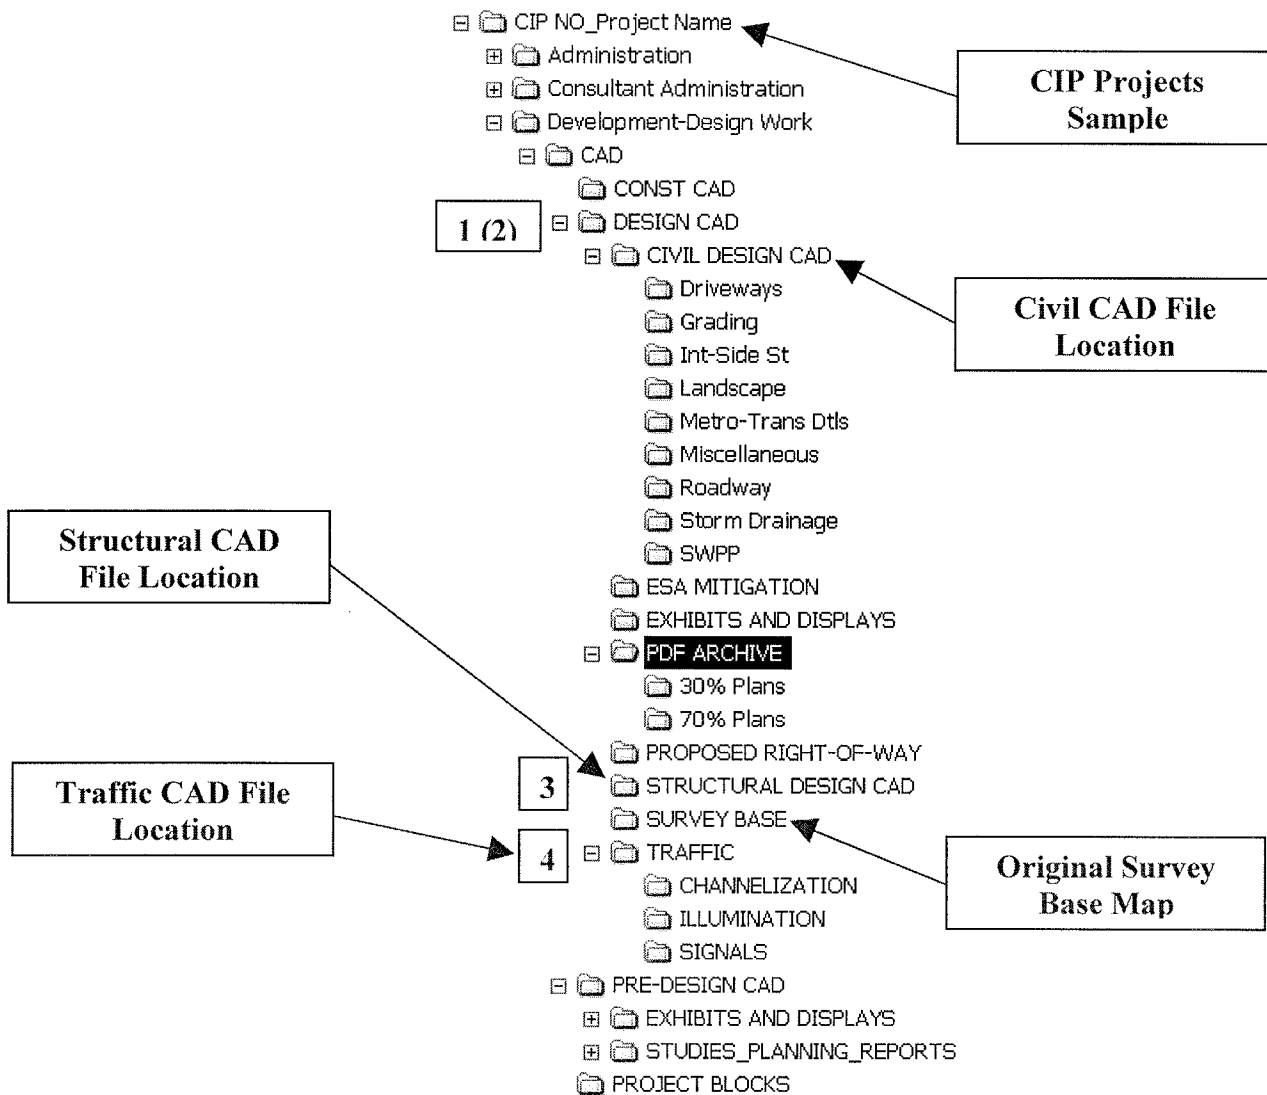 CIP NO_Project Name
Administration
Consultant Administration
Development-Design Work
CAD
CONST CAD
DESIGN CAD
CIVIL DESIGN CAD
Driveways
Grading
Int-Side St
Landscape
Metro-Trans Dtls
Miscellaneous
Roadway
Storm Drainage
SWPP
ESA MITIGATION
EXHIBITS AND DISPLAYS
PDF ARCHIVE
30% Plans
70% Plans
PROPOSED RIGHT-OF-WAY
STRUCTURAL DESIGN CAD
SURVEY BASE
TRAFFIC
CHANNELIZATION
ILLUMINATION
SIGNALS
PRE-DESIGN CAD
EXHIBITS AND DISPLAYS
STUDIES_PLANNING_REPORTS
PROJECT BLOCKS
CIP Projects
Sample
1 (2)
Civil CAD File
Location
Structural CAD
File Location
3
Traffic CAD File
Location
4
Original Survey
Base Map